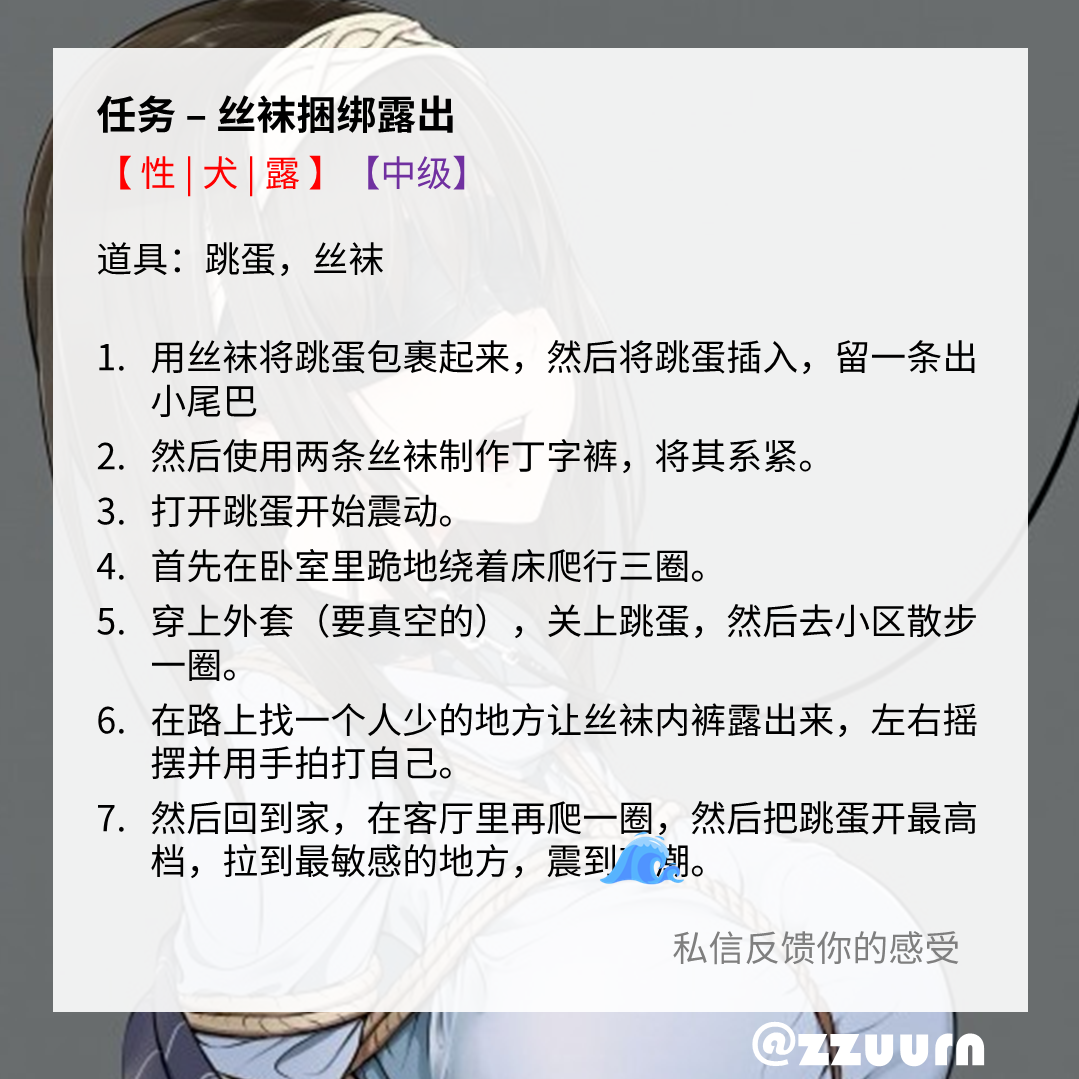 任务 – 丝袜捆绑露出
【 性 | 犬 | 露 】 【中级】
道具：跳蛋，丝袜
1. 用丝袜将跳蛋包裹起来，然后将跳蛋插入，留一条出
小尾巴
2. 然后使用两条丝袜制作丁字裤，将其系紧。
3. 打开跳蛋开始震动。
4. 首先在卧室里跪地绕着床爬行三圈。
5. 穿上外套（要真空的），关上跳蛋，然后去小区散步
一圈。
6. 在路上找一个人少的地方让丝袜内裤露出来，左右摇
摆并用手拍打自己。
7. 然后回到家，在客厅里再爬一圈，然后把跳蛋开最高
档，拉到最敏感的地方，震到潮。
私信反馈你的感受
@zzuurn